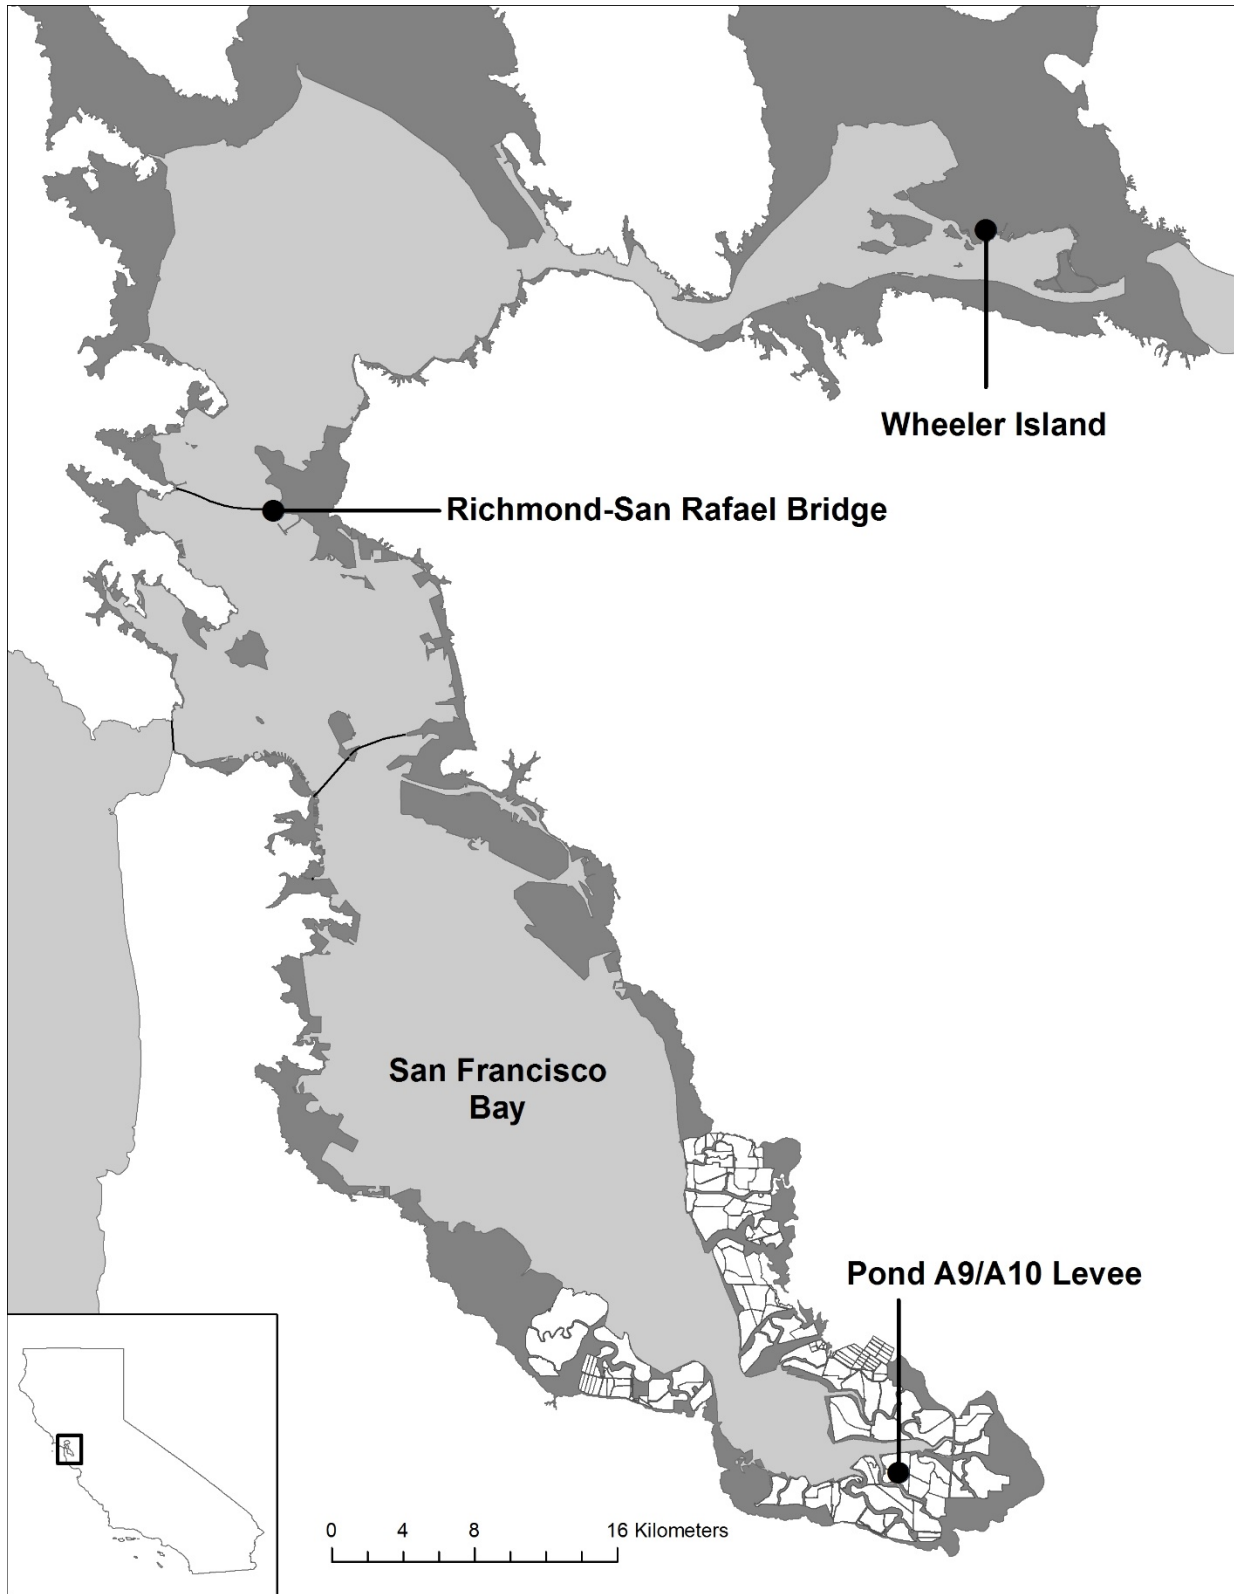 Wheeler Island
Richmond-San Rafael Bridge
San Francisco
Bay
Pond A9/A10 Levee
0 4 8 16 Kilometers